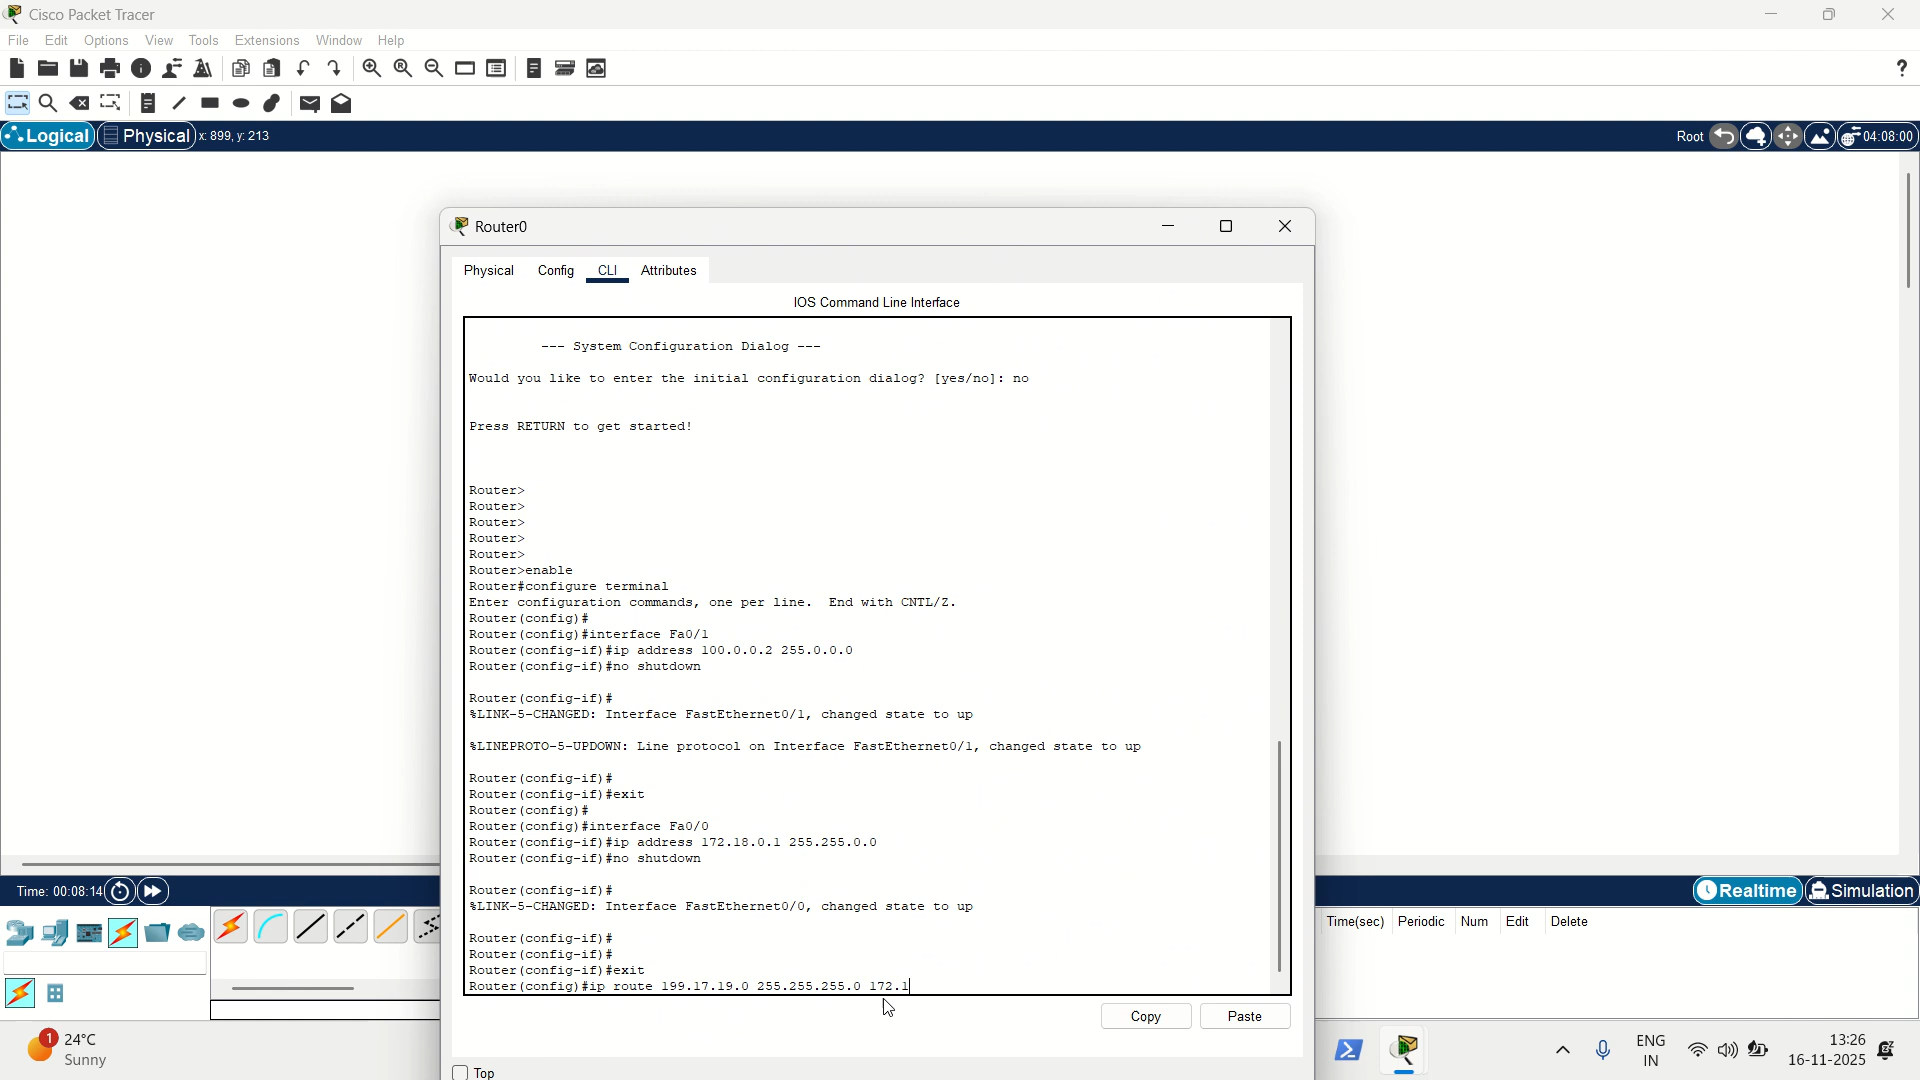 Cisco Packet Tracer
File Edit Options View Tools Extensions Window Help
?
Logical Physical x: 899, y: 213
Root 04:08:00
Router0
Physical Config CLI Attributes
IOS Command Line Interface
--- System Configuration Dialog ---
Would you like to enter the initial configuration dialog? [yes/no]: no
Press RETURN to get started!
Router>
Router>
Router>
Router>
Router>
Router>enable
Router#configure terminal
Enter configuration commands, one per line. End with CNTL/Z.
Router(config)#
Router(config)#interface Fa0/1
Router(config-if)#ip address 100.0.0.2 255.0.0.0
Router(config-if)#no shutdown
Router(config-if)#
%LINK-5-CHANGED: Interface FastEthernet0/1, changed state to up
%LINEPROTO-5-UPDOWN: Line protocol on Interface FastEthernet0/1, changed state to up
Router(config-if)#
Router(config-if)#exit
Router(config)#
Router(config)#interface Fa0/0
Router(config-if)#ip address 172.18.0.1 255.255.0.0
Router(config-if)#no shutdown
Router(config-if)#
%LINK-5-CHANGED: Interface FastEthernet0/0, changed state to up
Router(config-if)#
Router(config-if)#
Router(config-if)#exit
Router(config)#ip route 199.17.19.0 255.255.255.0 172.1
Copy Paste
Top
Time: 00:08:14
Realtime Simulation
Time(sec) Periodic Num Edit Delete
1
24°C
Sunny
ENG
IN
13:26
16-11-2025